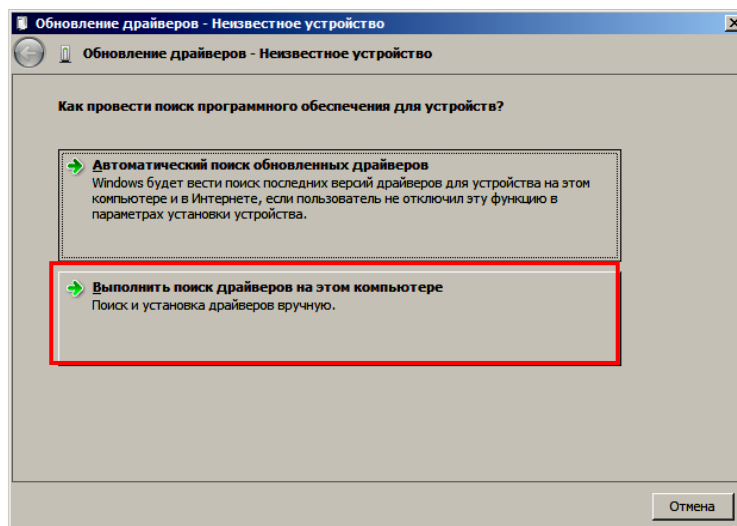 Обновление драйверов - Неизвестное устройство
Обновление драйверов - Неизвестное устройство
Как провести поиск программного обеспечения для устройств?
Автоматический поиск обновленных драйверов
Windows будет вести поиск последних версий драйверов для устройства на этом
компьютере и в Интернете, если пользователь не отключил эту функцию в
параметрах установки устройства.
Выполнить поиск драйверов на этом компьютере
Поиск и установка драйверов вручную.
Отмена